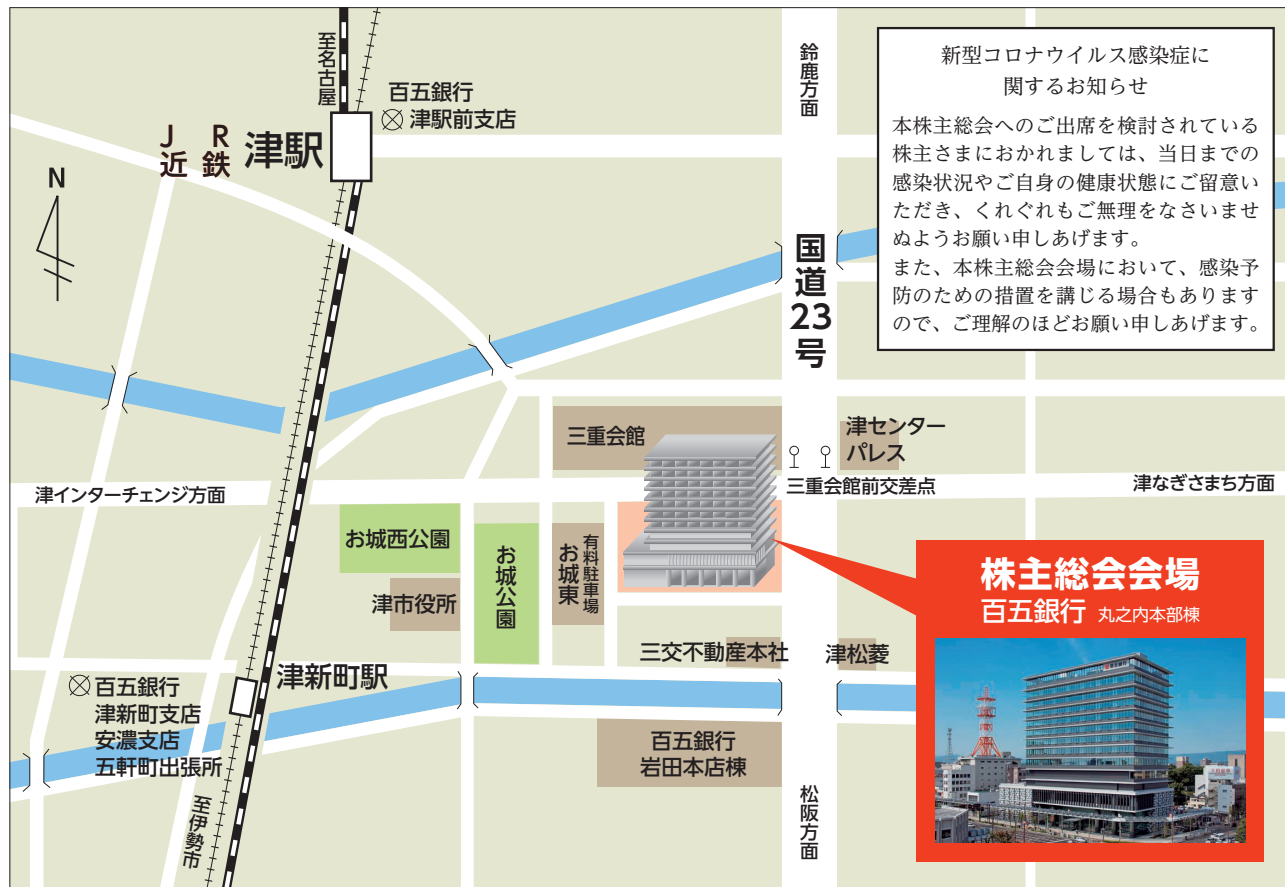 至名古屋
百五銀行
津駅前支店
JR
近鉄
津駅
N
鈴鹿方面
国道23号
新型コロナウイルス感染症に
関するお知らせ
本株主総会へのご出席を検討されている
株主さまにおかれましては、当日までの
感染状況やご自身の健康状態にご留意い
ただき、くれぐれもご無理をなさいませ
ぬようお願い申しあげます。
また、本株主総会会場において、感染予
防のための措置を講じる場合もあります
ので、ご理解のほどお願い申しあげます。
三重会館
津センター
パレス
三重会館前交差点
津インターチェンジ方面
津なぎさまち方面
お城西公園
お城公園
お城東
有料駐車場
津市役所
株主総会会場
百五銀行 丸之内本部棟
三交不動産本社
津松菱
津新町駅
百五銀行
津新町支店
安濃支店
五軒町出張所
百五銀行
岩田本店棟
至伊勢市
松阪方面